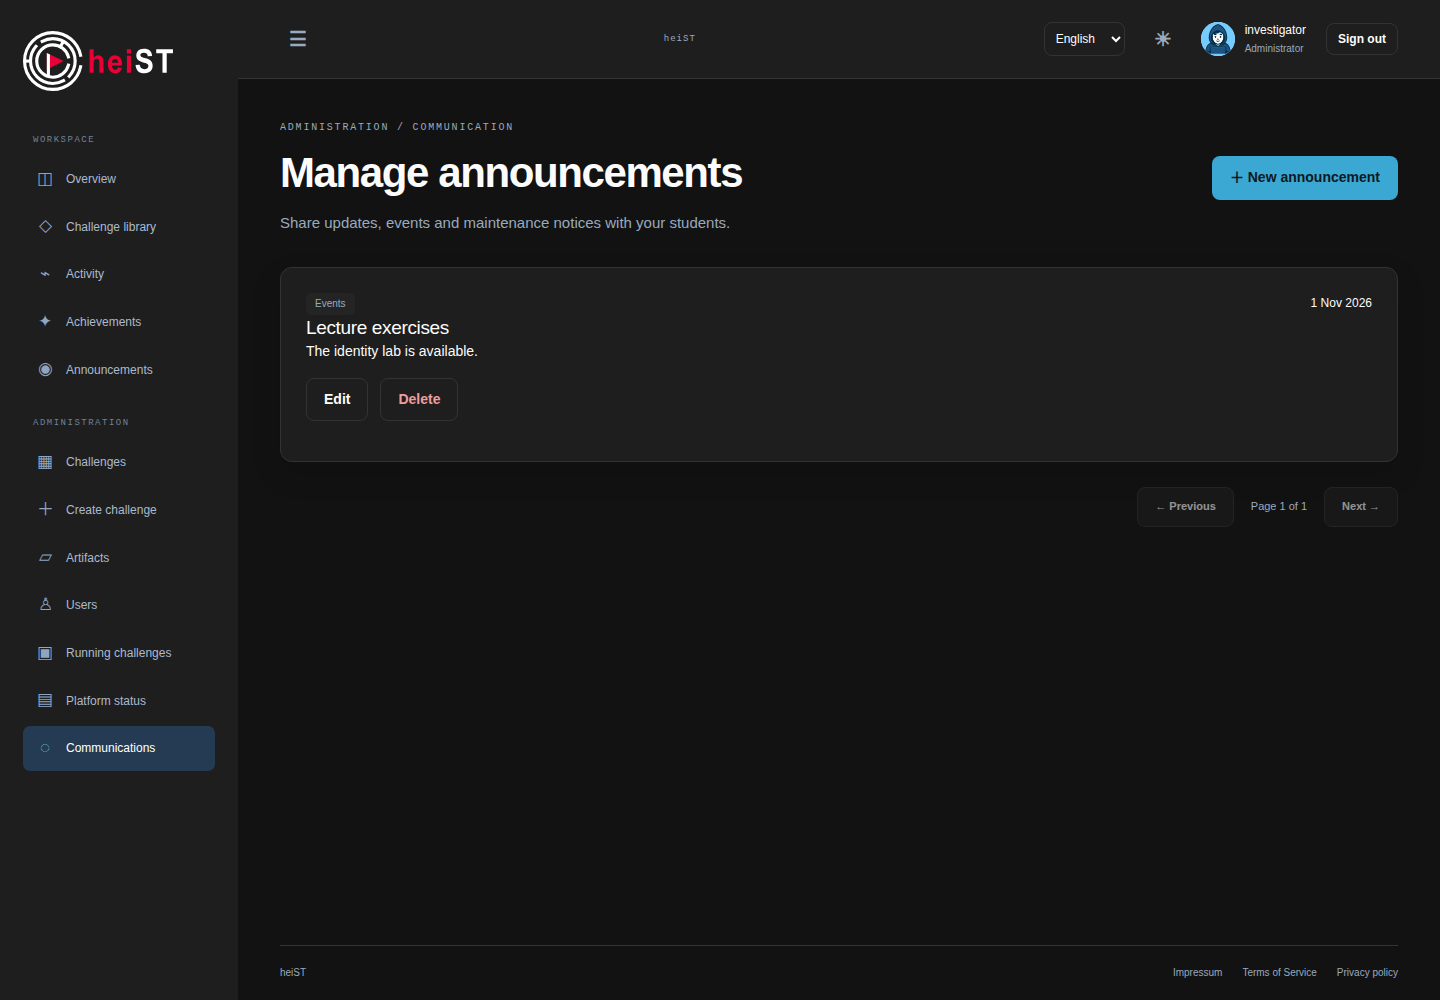 heiST
☰
heiST
English
investigator
Administrator
Sign out
WORKSPACE
Overview
Challenge library
Activity
Achievements
Announcements
ADMINISTRATION
Challenges
Create challenge
Artifacts
Users
Running challenges
Platform status
Communications
ADMINISTRATION / COMMUNICATION
Manage announcements
+ New announcement
Share updates, events and maintenance notices with your students.
Events
1 Nov 2026
Lecture exercises
The identity lab is available.
Edit
Delete
← Previous
Page 1 of 1
Next →
heiST
Impressum
Terms of Service
Privacy policy